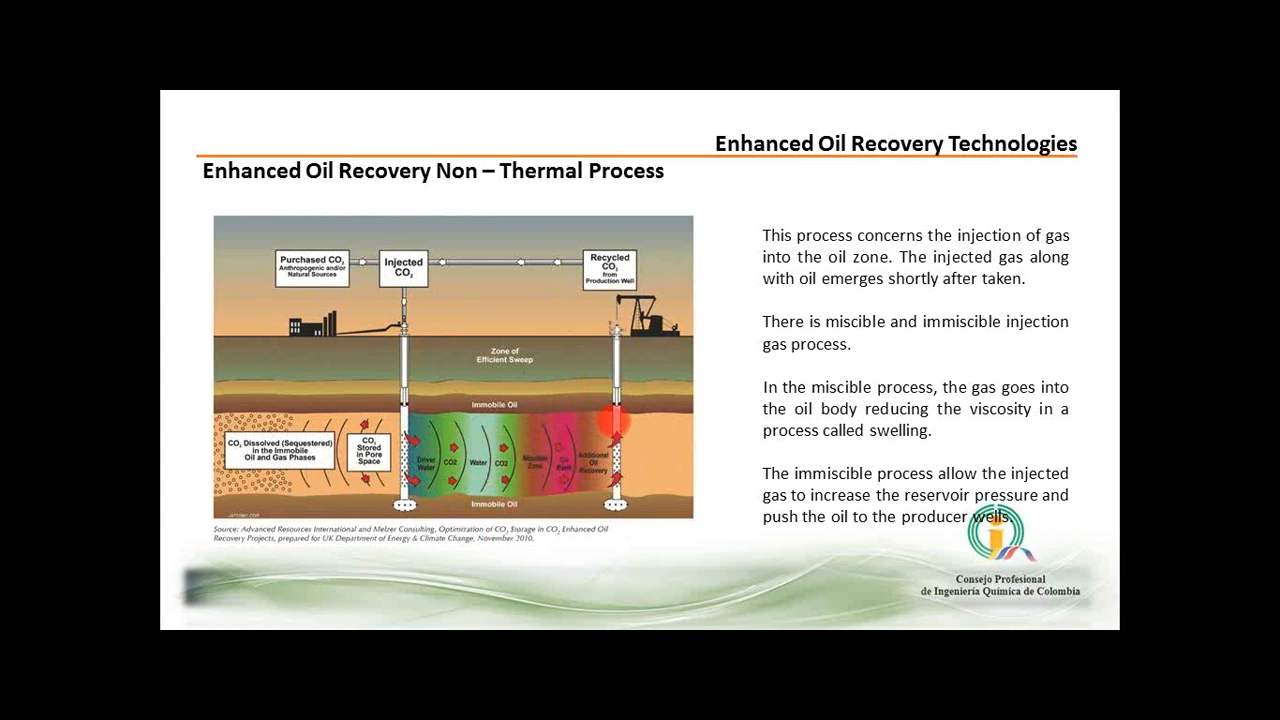 Enhanced Oil Recovery Technologies
Enhanced Oil Recovery Non – Thermal Process
Purchased CO2
Anthropogenic and/or
Natural Sources
Injected
CO2
Recycled
CO2
from
Production Well
Zone of
Efficient Sweep
Immobile Oil
CO2 Dissolved (Sequestered)
in the Immobile
Oil and Gas Phases
CO2
Stored
in Pore
Space
Driver
Water
CO2
Water
CO2
Miscible
Zone
Oil
Bank
Additional
Oil
Recovery
Immobile Oil
Source: Advanced Resources International and Melzer Consulting, Optimization of CO2 Storage in CO2 Enhanced Oil
Recovery Projects, prepared for UK Department of Energy & Climate Change, November 2010.
This process concerns the injection of gas
into the oil zone. The injected gas along
with oil emerges shortly after taken.
There is miscible and immiscible injection
gas process.
In the miscible process, the gas goes into
the oil body reducing the viscosity in a
process called swelling.
The immiscible process allow the injected
gas to increase the reservoir pressure and
push the oil to the producer wells.
Consejo Profesional
de Ingeniería Química de Colombia